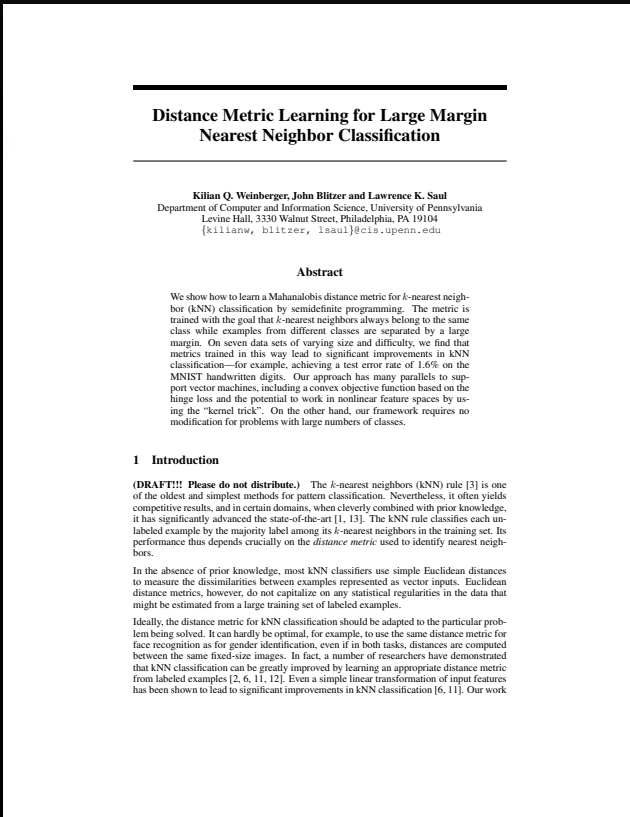 Distance Metric Learning for Large Margin
Nearest Neighbor Classification
Kilian Q. Weinberger, John Blitzer and Lawrence K. Saul
Department of Computer and Information Science, University of Pennsylvania
Levine Hall, 3330 Walnut Street, Philadelphia, PA 19104
{kilianw, blitzer, lsaul}@cis.upenn.edu
Abstract
We show how to learn a Mahanalobis distance metric for k-nearest neigh-
bor (kNN) classification by semidefinite programming. The metric is
trained with the goal that k-nearest neighbors always belong to the same
class while examples from different classes are separated by a large
margin. On seven data sets of varying size and difficulty, we find that
metrics trained in this way lead to significant improvements in kNN
classification—for example, achieving a test error rate of 1.6% on the
MNIST handwritten digits. Our approach has many parallels to sup-
port vector machines, including a convex objective function based on the
hinge loss and the potential to work in nonlinear feature spaces by us-
ing the “kernel trick”. On the other hand, our framework requires no
modification for problems with large numbers of classes.
1 Introduction
(DRAFT!!! Please do not distribute.) The k-nearest neighbors (kNN) rule [3] is one
of the oldest and simplest methods for pattern classification. Nevertheless, it often yields
competitive results, and in certain domains, when cleverly combined with prior knowledge,
it has significantly advanced the state-of-the-art [1, 13]. The kNN rule classifies each un-
labeled example by the majority label among its k-nearest neighbors in the training set. Its
performance thus depends crucially on the distance metric used to identify nearest neigh-
bors.
In the absence of prior knowledge, most kNN classifiers use simple Euclidean distances
to measure the dissimilarities between examples represented as vector inputs. Euclidean
distance metrics, however, do not capitalize on any statistical regularities in the data that
might be estimated from a large training set of labeled examples.
Ideally, the distance metric for kNN classification should be adapted to the particular prob-
lem being solved. It can hardly be optimal, for example, to use the same distance metric for
face recognition as for gender identification, even if in both tasks, distances are computed
between the same fixed-size images. In fact, a number of researchers have demonstrated
that kNN classification can be greatly improved by learning an appropriate distance metric
from labeled examples [2, 6, 11, 12]. Even a simple linear transformation of input features
has been shown to lead to significant improvements in kNN classification [6, 11]. Our work